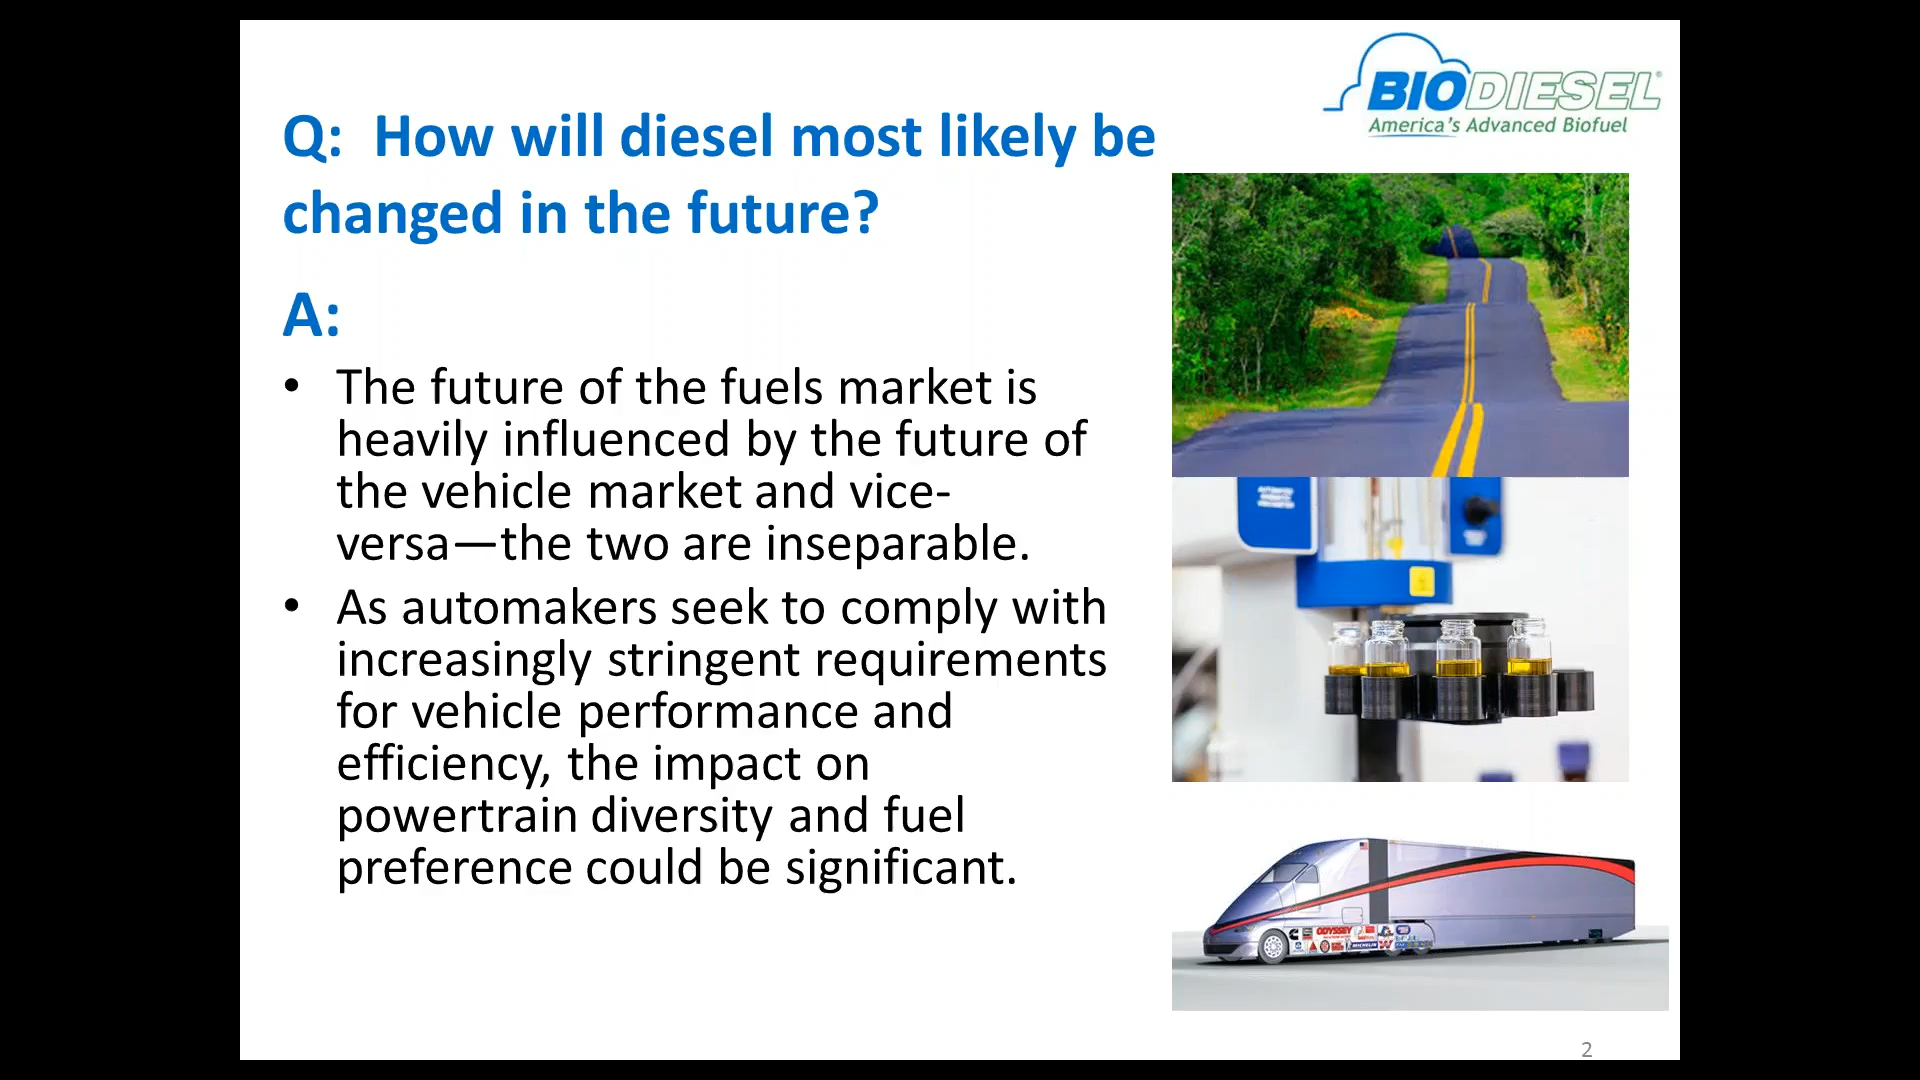 BIODIESEL®
America's Advanced Biofuel
Q: How will diesel most likely be
changed in the future?
A:
• The future of the fuels market is
heavily influenced by the future of
the vehicle market and vice-
versa—the two are inseparable.
• As automakers seek to comply with
increasingly stringent requirements
for vehicle performance and
efficiency, the impact on
powertrain diversity and fuel
preference could be significant.
ODYSSEY
MICHELIN
2